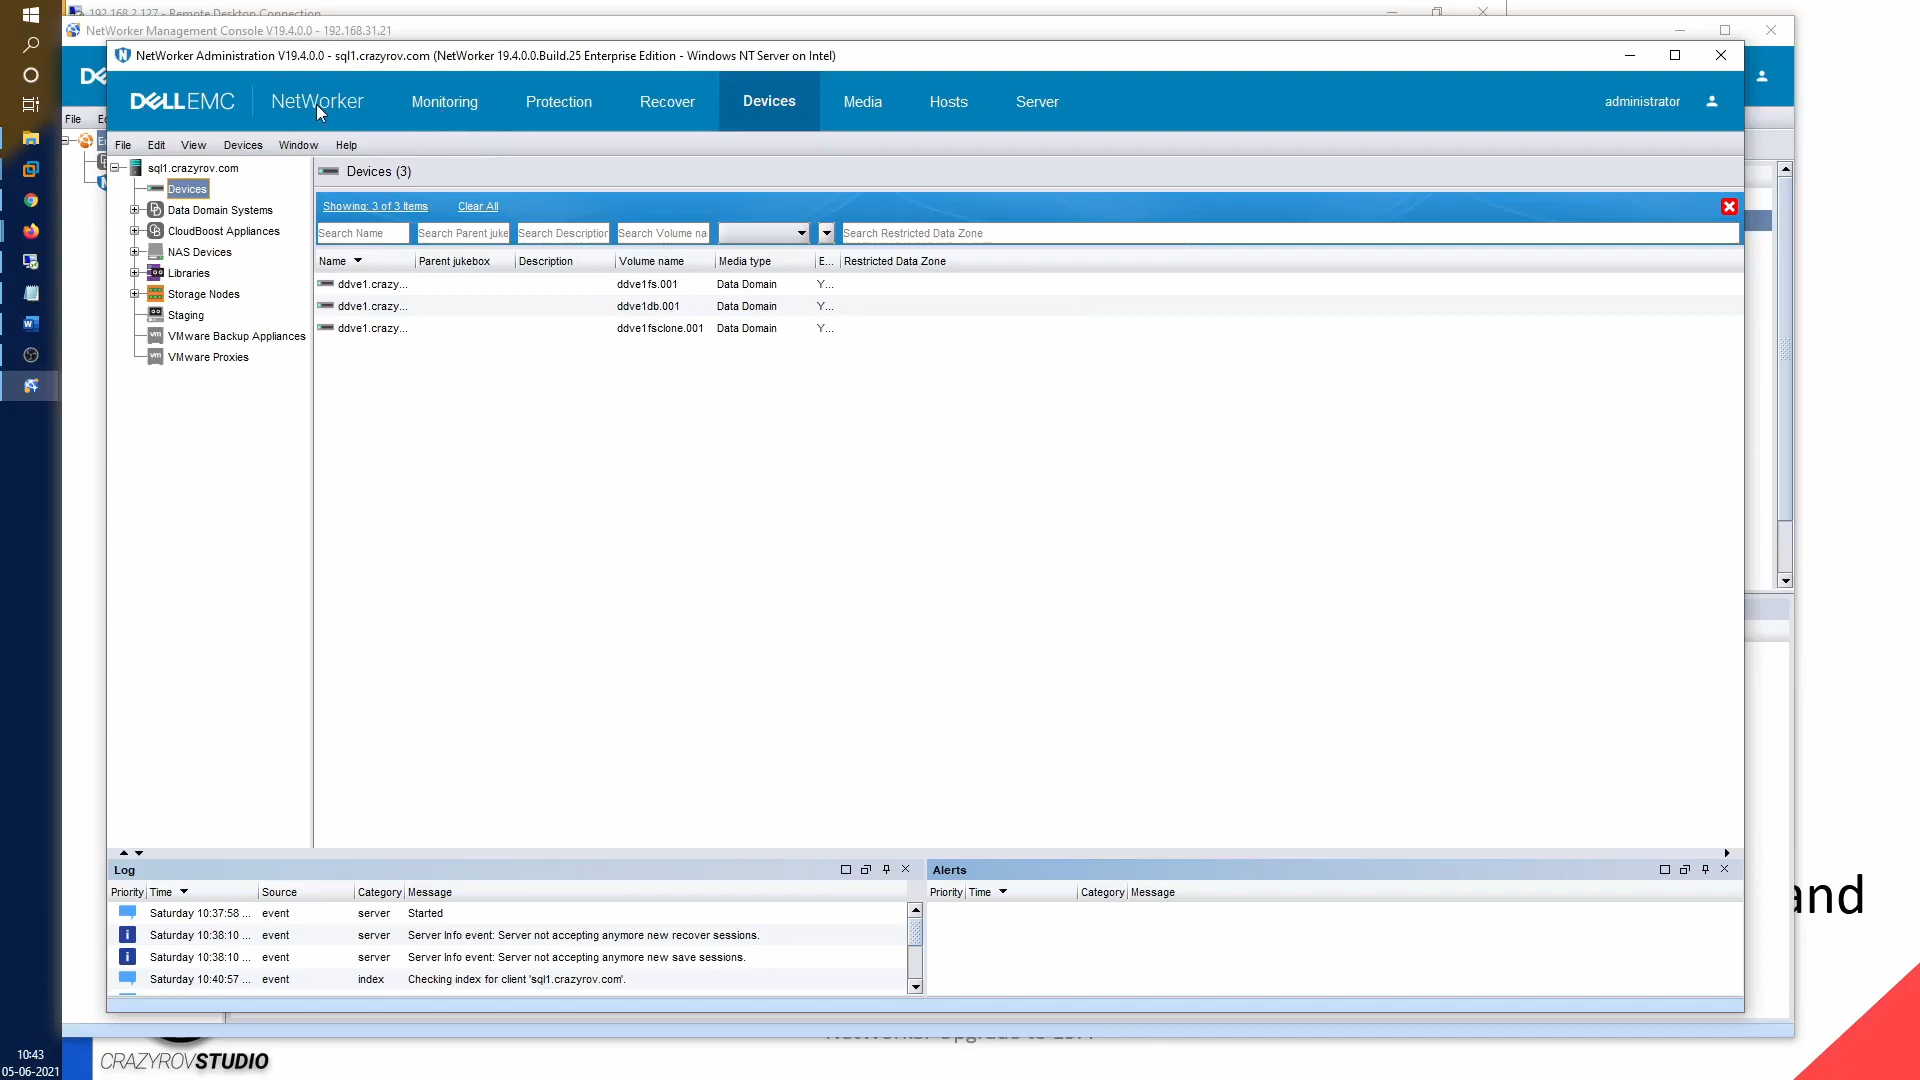 192.168.2.127 - Remote Desktop Connection
NetWorker Management Console V19.4.0.0 - 192.168.31.21
NetWorker Administration V19.4.0.0 - sql1.crazyrov.com (NetWorker 19.4.0.0.Build.25 Enterprise Edition - Windows NT Server on Intel)
DELLEMC NetWorker Monitoring Protection Recover Devices Media Hosts Server administrator
File
File Edit View Devices Window Help
sql1.crazyrov.com
Devices
Data Domain Systems
CloudBoost Appliances
NAS Devices
Libraries
Storage Nodes
Staging
VMware Backup Appliances
VMware Proxies
Devices (3)
Showing: 3 of 3 Items Clear All
Search Name Search Parent juke Search Description Search Volume na Search Restricted Data Zone
Name Parent jukebox Description Volume name Media type E... Restricted Data Zone
ddve1.crazy... ddve1fs.001 Data Domain Y...
ddve1.crazy... ddve1db.001 Data Domain Y...
ddve1.crazy... ddve1fsclone.001 Data Domain Y...
Log
Priority Time Source Category Message
Saturday 10:37:58 ... event server Started
Saturday 10:38:10 ... event server Server Info event: Server not accepting anymore new recover sessions.
Saturday 10:38:10 ... event server Server Info event: Server not accepting anymore new save sessions.
Saturday 10:40:57 ... event index Checking index for client 'sql1.crazyrov.com'.
Alerts
Priority Time Category Message
and
CRAZYROVSTUDIO
10:43
05-06-2021